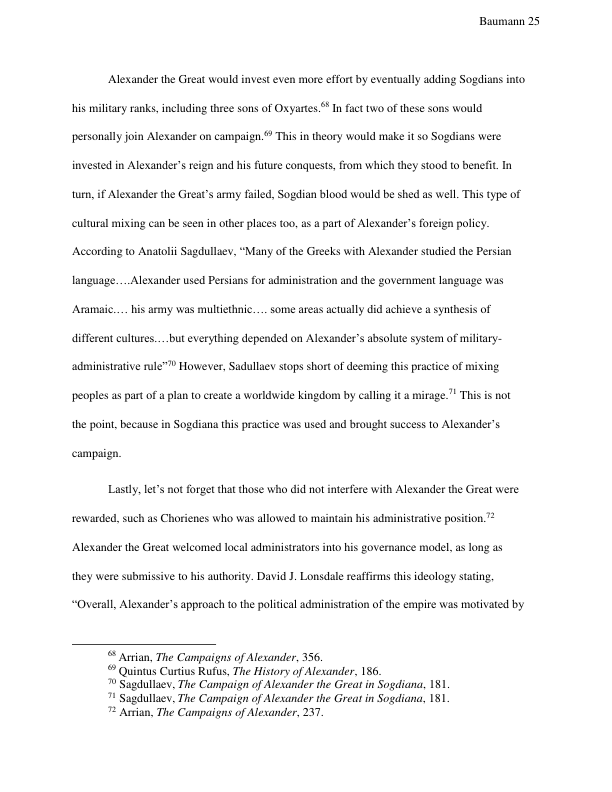 Baumann 25
Alexander the Great would invest even more effort by eventually adding Sogdians into
his military ranks, including three sons of Oxyartes.68 In fact two of these sons would
personally join Alexander on campaign.69 This in theory would make it so Sogdians were
invested in Alexander’s reign and his future conquests, from which they stood to benefit. In
turn, if Alexander the Great’s army failed, Sogdian blood would be shed as well. This type of
cultural mixing can be seen in other places too, as a part of Alexander’s foreign policy.
According to Anatolii Sagdullaev, “Many of the Greeks with Alexander studied the Persian
language….Alexander used Persians for administration and the government language was
Aramaic.… his army was multiethnic…. some areas actually did achieve a synthesis of
different cultures.…but everything depended on Alexander’s absolute system of military-
administrative rule”70 However, Sadullaev stops short of deeming this practice of mixing
peoples as part of a plan to create a worldwide kingdom by calling it a mirage.71 This is not
the point, because in Sogdiana this practice was used and brought success to Alexander’s
campaign.
Lastly, let’s not forget that those who did not interfere with Alexander the Great were
rewarded, such as Chorienes who was allowed to maintain his administrative position.72
Alexander the Great welcomed local administrators into his governance model, as long as
they were submissive to his authority. David J. Lonsdale reaffirms this ideology stating,
“Overall, Alexander’s approach to the political administration of the empire was motivated by
68 Arrian, The Campaigns of Alexander, 356.
69 Quintus Curtius Rufus, The History of Alexander, 186.
70 Sagdullaev, The Campaign of Alexander the Great in Sogdiana, 181.
71 Sagdullaev, The Campaign of Alexander the Great in Sogdiana, 181.
72 Arrian, The Campaigns of Alexander, 237.